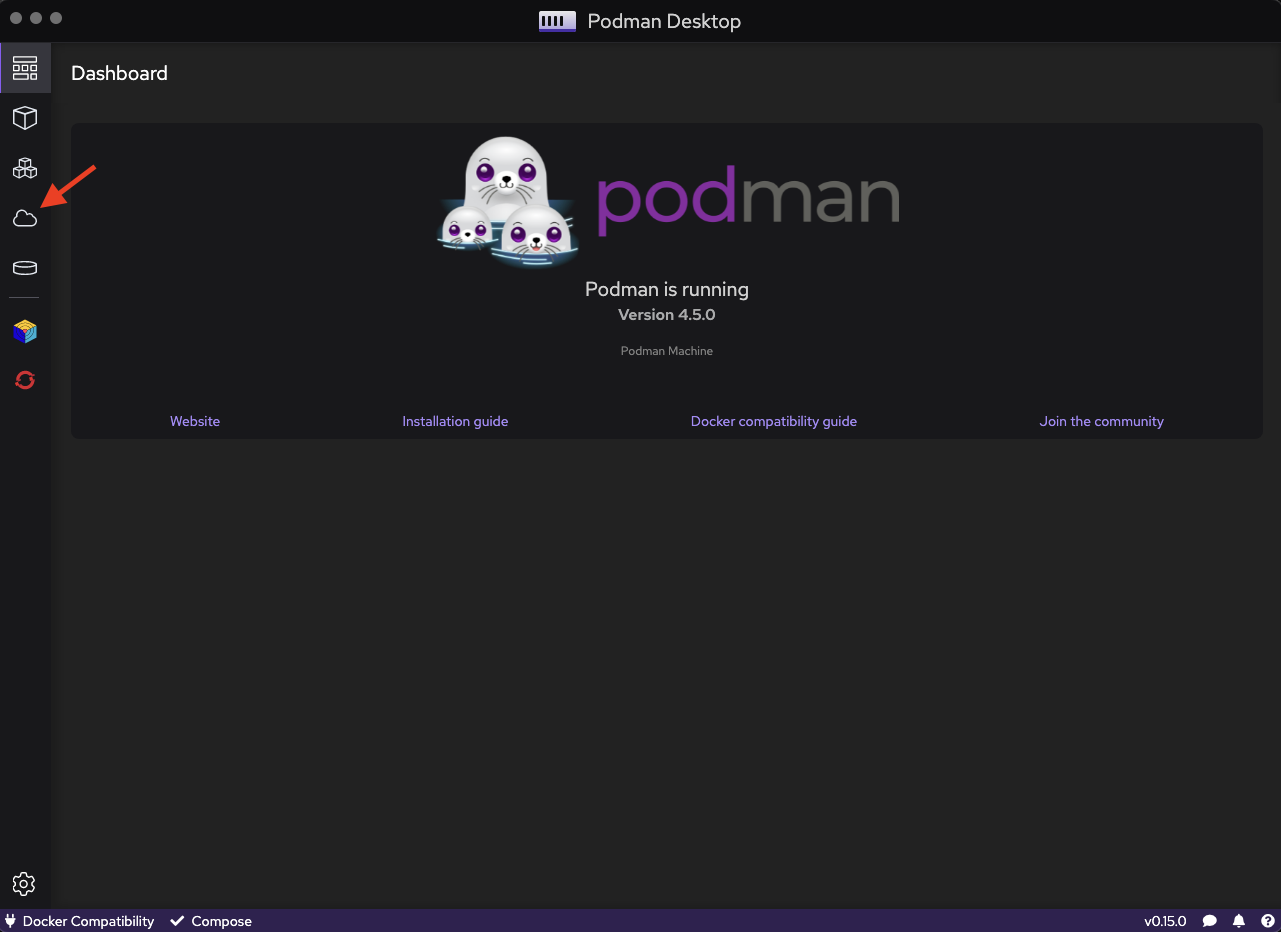 Podman Desktop
Dashboard
podman
Podman is running
Version 4.5.0
Podman Machine
Website Installation guide Docker compatibility guide Join the community
Docker Compatibility Compose v0.15.0